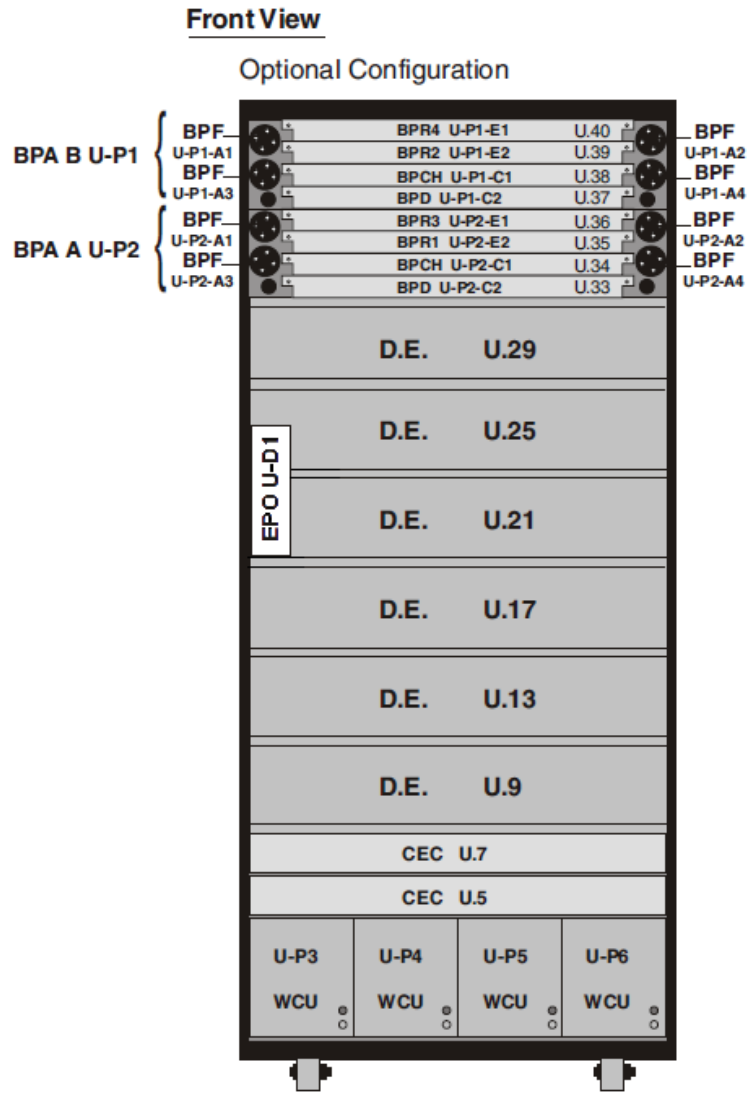 Front View
Optional Configuration
BPA B U-P1
BPF
U-P1-A1
BPF
U-P1-A3
BPR4 U-P1-E1 U.40
BPR2 U-P1-E2 U.39
BPCH U-P1-C1 U.38
BPD U-P1-C2 U.37
BPF
U-P1-A2
BPF
U-P1-A4
BPA A U-P2
BPF
U-P2-A1
BPF
U-P2-A3
BPR3 U-P2-E1 U.36
BPR1 U-P2-E2 U.35
BPCH U-P2-C1 U.34
BPD U-P2-C2 U.33
BPF
U-P2-A2
BPF
U-P2-A4
D.E. U.29
D.E. U.25
EPO U-D1
D.E. U.21
D.E. U.17
D.E. U.13
D.E. U.9
CEC U.7
CEC U.5
U-P3 U-P4 U-P5 U-P6
WCU WCU WCU WCU